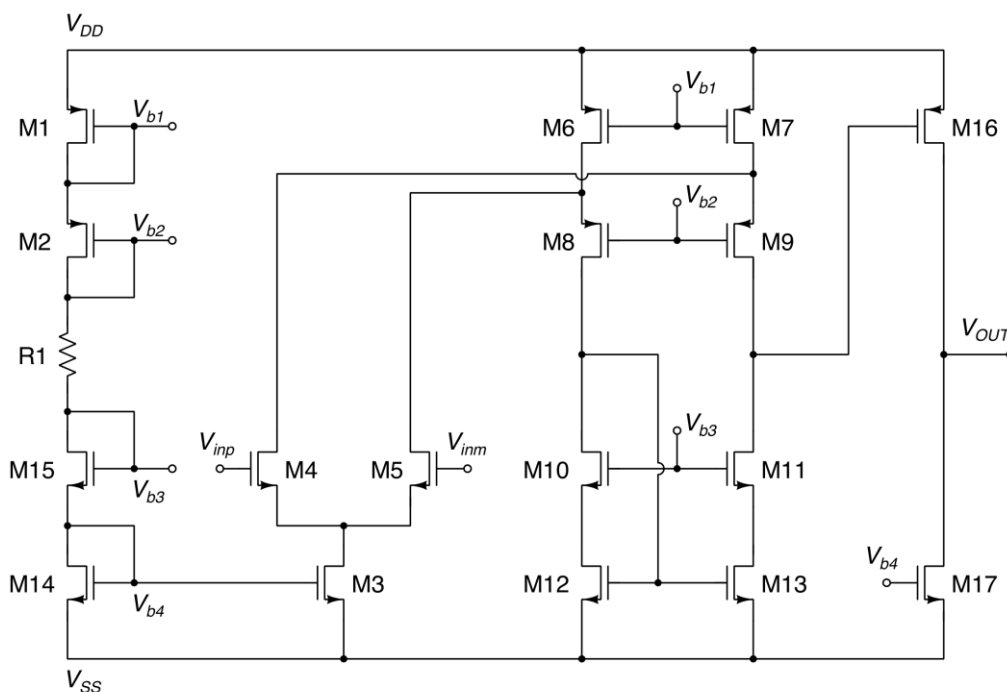 V_DD
V_b1
M1
V_b1
M6
M7
M16
V_b2
M2
V_b2
M8
M9
R1
V_OUT
V_inp
V_inm
V_b3
M15
M4
M5
M10
M11
V_b3
V_b4
M14
M3
M12
M13
M17
V_b4
V_SS